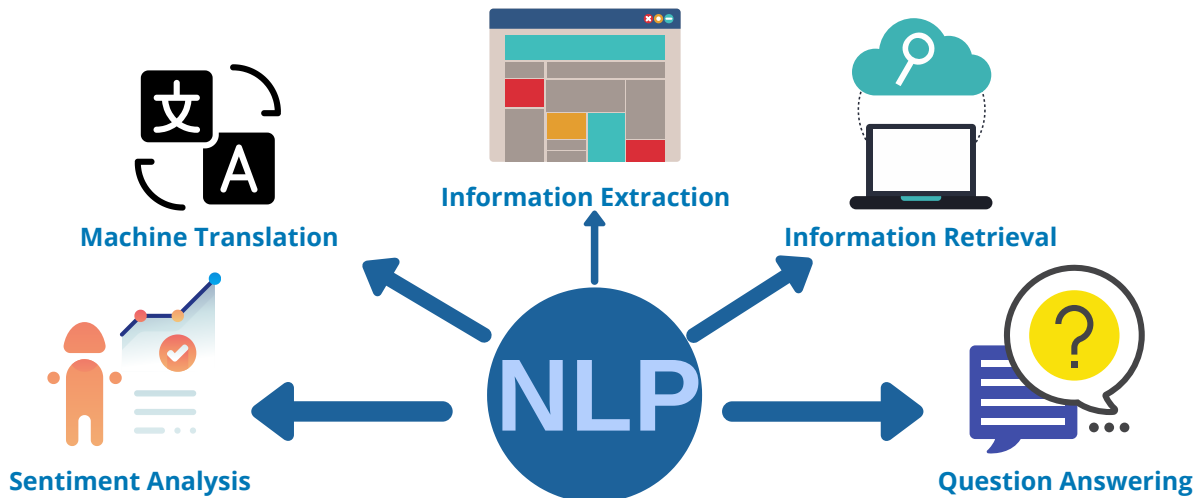 文
A
Information Extraction
Machine Translation
Information Retrieval
?
NLP
Sentiment Analysis
Question Answering